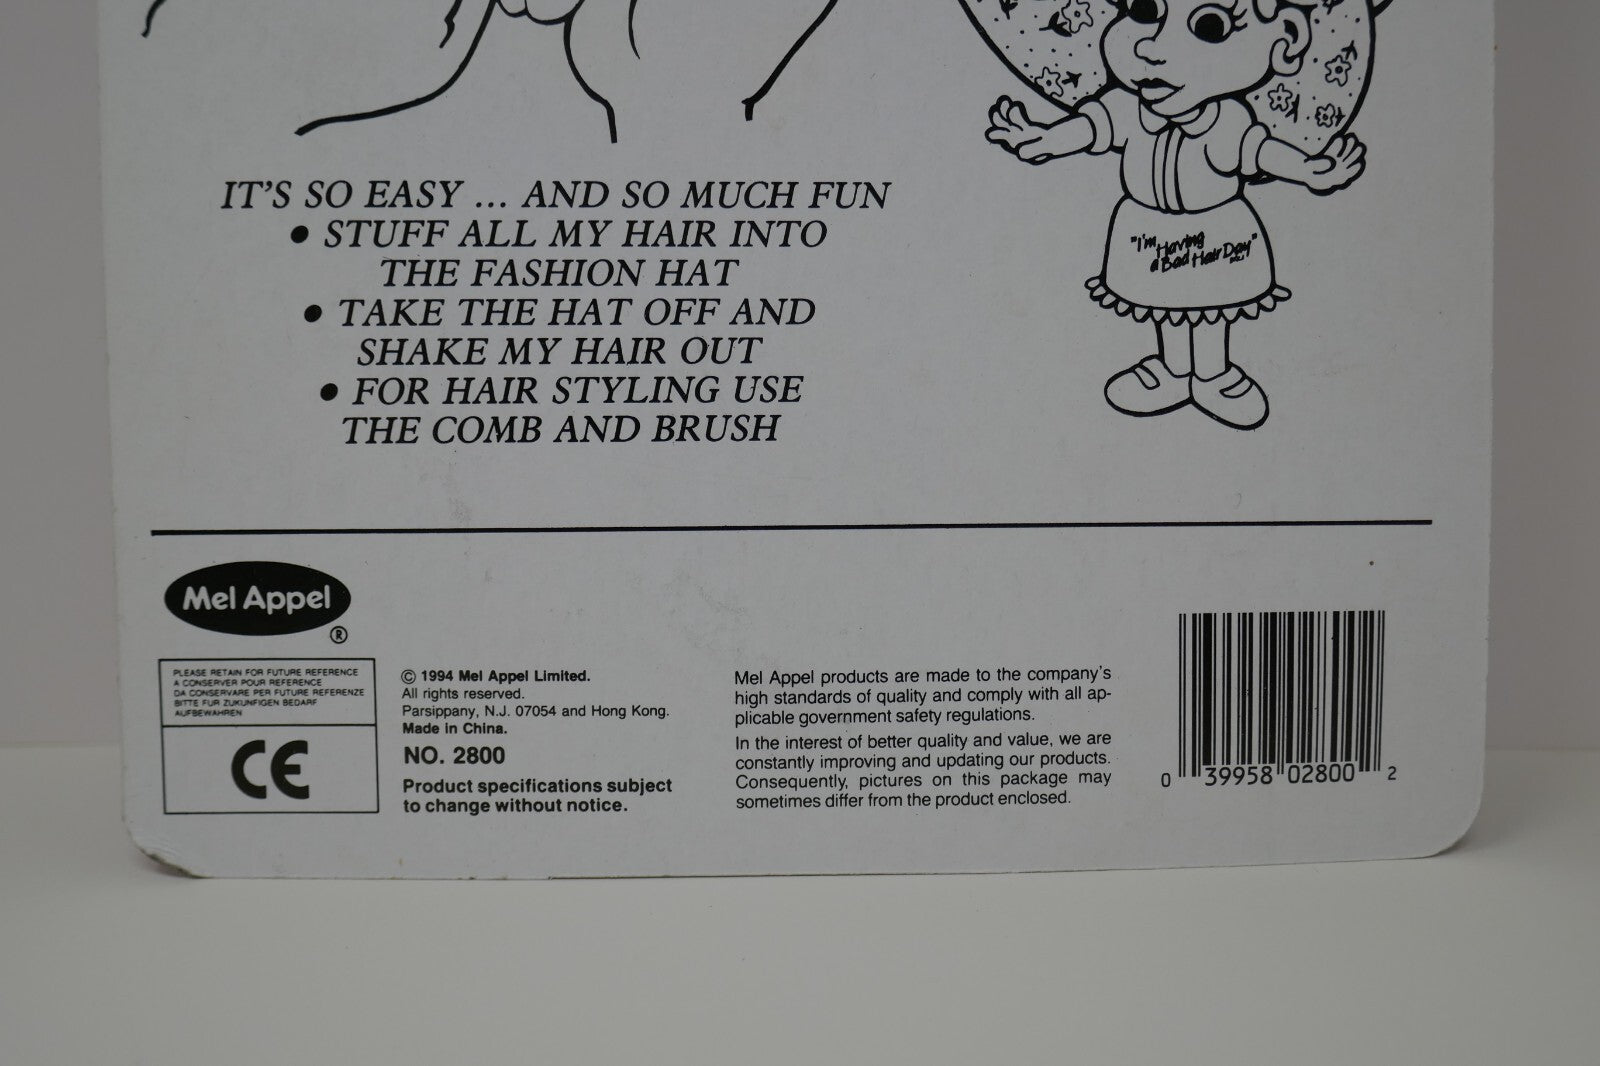 IT'S SO EASY ... AND SO MUCH FUN
• STUFF ALL MY HAIR INTO
THE FASHION HAT
• TAKE THE HAT OFF AND
SHAKE MY HAIR OUT
• FOR HAIR STYLING USE
THE COMB AND BRUSH
"I'm Having
a Bad Hair Day"
Mel Appel
®
PLEASE RETAIN FOR FUTURE REFERENCE
A CONSERVER POUR REFERENCE
DA CONSERVARE PER FUTURE REFERENZE
BITTE FUR ZUKUNFIGEN BEDARF
AUFBEWAHREN
CE
© 1994 Mel Appel Limited.
All rights reserved.
Parsippany, N.J. 07054 and Hong Kong.
Made in China.
NO. 2800
Product specifications subject
to change without notice.
Mel Appel products are made to the company's
high standards of quality and comply with all ap-
plicable government safety regulations.
In the interest of better quality and value, we are
constantly improving and updating our products.
Consequently, pictures on this package may
sometimes differ from the product enclosed.
0 39958 02800 2